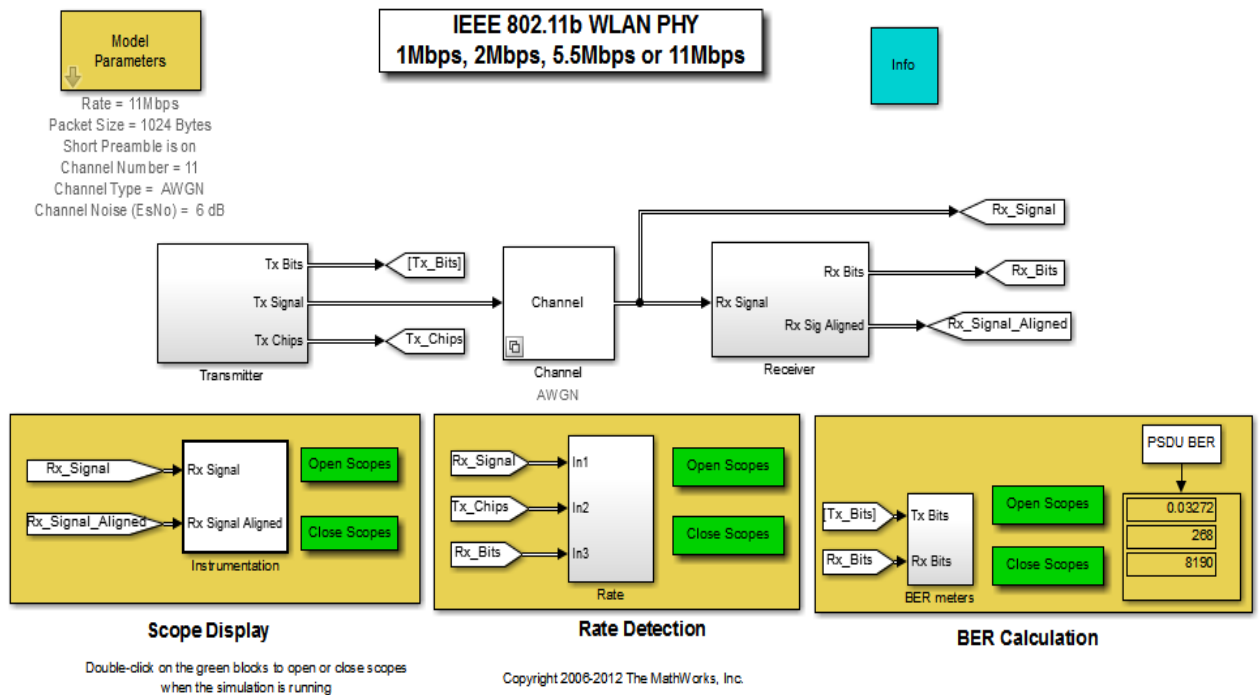 Model
Parameters
IEEE 802.11b WLAN PHY
1Mbps, 2Mbps, 5.5Mbps or 11Mbps
Info
Rate = 11Mbps
Packet Size = 1024 Bytes
Short Preamble is on
Channel Number = 11
Channel Type = AWGN
Channel Noise (EsNo) = 6 dB
Tx Bits
Tx Signal
Tx Chips
Transmitter
[Tx_Bits]
Tx_Chips
Channel
Channel
AWGN
Rx Signal
Rx Bits
Rx Sig Aligned
Receiver
Rx_Signal
Rx_Bits
Rx_Signal_Aligned
Rx_Signal
Rx_Signal_Aligned
Rx Signal
Rx Signal Aligned
Instrumentation
Open Scopes
Close Scopes
Scope Display
Double-click on the green blocks to open or close scopes
when the simulation is running
Rx_Signal
Tx_Chips
Rx_Bits
In1
In2
In3
Rate
Open Scopes
Close Scopes
Rate Detection
Copyright 2006-2012 The MathWorks, Inc.
[Tx_Bits]
Rx_Bits
Tx Bits
Rx Bits
BER meters
Open Scopes
Close Scopes
PSDU BER
0.03272
268
8190
BER Calculation